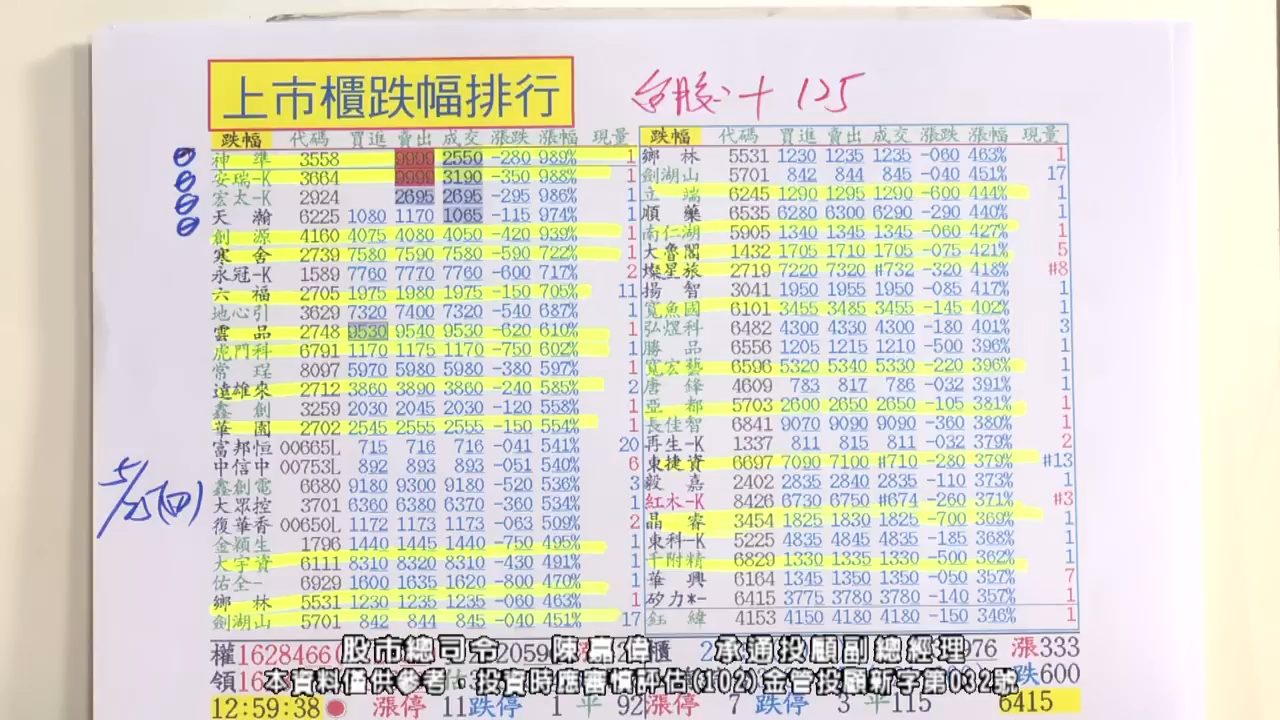 上市櫃跌幅排行
台股：+125
跌幅 代碼 買進 賣出 成交 漲跌 漲幅 現量 跌幅 代碼 買進 賣出 成交 漲跌 漲幅 現量
神準 3558 9999 2550 -280 989% 1 鄉林 5531 1230 1235 1235 -060 463% 1
安瑞-K 3664 9999 3190 -350 988% 1 劍湖山 5701 842 844 845 -040 451% 17
宏太-K 2924 2695 2695 -295 986% 1 立端 6245 1290 1295 1290 -600 444% 1
天瀚 6225 1080 1170 1065 -115 974% 1 順藥 6535 6280 6300 6290 -290 440% 1
創源 4160 4075 4080 4050 -420 939% 1 南仁湖 5905 1340 1345 1345 -060 427% 1
寒舍 2739 7580 7590 7580 -590 722% 1 大魯閣 1432 1705 1710 1705 -075 421% 5
永冠-K 1589 7760 7770 7760 -600 717% 2 燦星旅 2719 7220 7320 #732 -320 418% #8
六福 2705 1975 1980 1975 -150 705% 11 揚智 3041 1950 1955 1950 -085 417% 1
地心引 3629 7320 7400 7320 -540 687% 1 寬魚國 6101 3455 3485 3455 -145 402% 1
雲品 2748 9530 9540 9530 -620 610% 1 弘煜科 6482 4300 4330 4300 -180 401% 3
虎門科 6791 1170 1175 1170 -750 602% 1 勝品 6556 1205 1215 1210 -500 396% 1
常珵 8097 5970 5980 5980 -380 597% 1 寬宏藝 6596 5320 5340 5330 -220 396% 1
遠雄來 2712 3860 3890 3860 -240 585% 2 唐鋒 4609 783 817 786 -032 391% 1
鑫創 3259 2030 2045 2030 -120 558% 1 亞都 5703 2600 2650 2650 -105 381% 1
華園 2702 2545 2555 2555 -150 554% 1 長佳智 6841 9070 9090 9090 -360 380% 1
富邦恒 00665L 715 716 716 -041 541% 20 再生-K 1337 811 815 811 -032 379% 2
中信中 00753L 892 893 893 -051 540% 6 東捷資 6697 7090 7100 #710 -280 379% #13
鑫創電 6680 9180 9300 9180 -520 536% 3 毅嘉 2402 2835 2840 2835 -110 373% 1
大眾控 3701 6360 6380 6370 -360 534% 1 紅木-K 8426 6730 6750 #674 -260 371% #3
復華香 00650L 1172 1173 1173 -063 509% 2 晶睿 3454 1825 1830 1825 -700 369% 1
金穎生 1796 1440 1445 1440 -750 495% 1 東科-K 5225 4835 4845 4835 -185 368% 1
大宇資 6111 8310 8320 8310 -430 491% 1 千附精 6829 1330 1335 1330 -500 362% 1
佑全- 6929 1600 1635 1620 -800 470% 1 華興 6164 1345 1350 1350 -050 357% 7
鄉林 5531 1230 1235 1235 -060 463% 1 矽力*- 6415 3775 3780 3780 -140 357% 1
劍湖山 5701 842 844 845 -040 451% 17 鈺緯 4153 4150 4180 4180 -150 346% 1
權1628466( 2059 櫃 2 976 漲333
股市總司令 陳嘉偉 承通投顧副總經理
領16 跌600
本資料僅供參考，投資時應審慎評估(102)金管投顧新字第032號
12:59:38 漲停 11跌停 1 平 92漲停 7 跌停 3 平115 6415